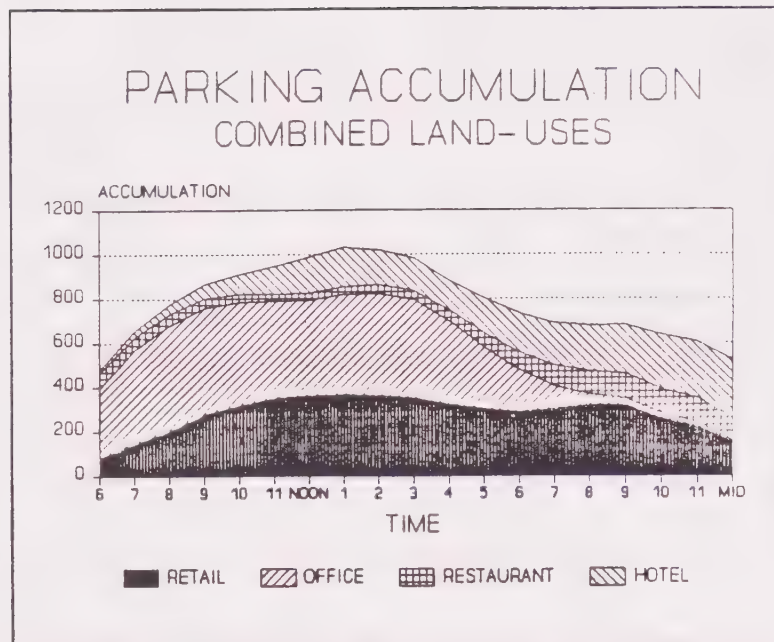 PARKING ACCUMULATION
COMBINED LAND-USES
ACCUMULATION
1200
1000
800
600
400
200
0
6 7 8 9 10 11 NOON 1 2 3 4 5 6 7 8 9 10 11 MID
TIME
RETAIL OFFICE RESTAURANT HOTEL